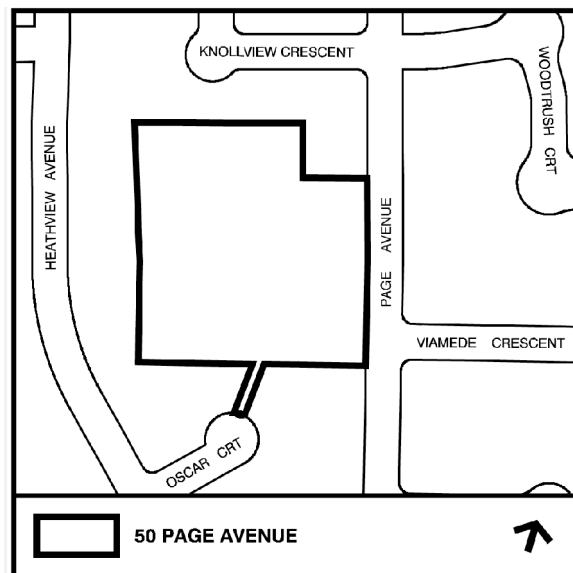 KNOLLVIEW CRESCENT
WOODTRUSH CRT
HEATHVIEW AVENUE
PAGE AVENUE
VIAMEDE CRESCENT
OSCAR CRT
50 PAGE AVENUE